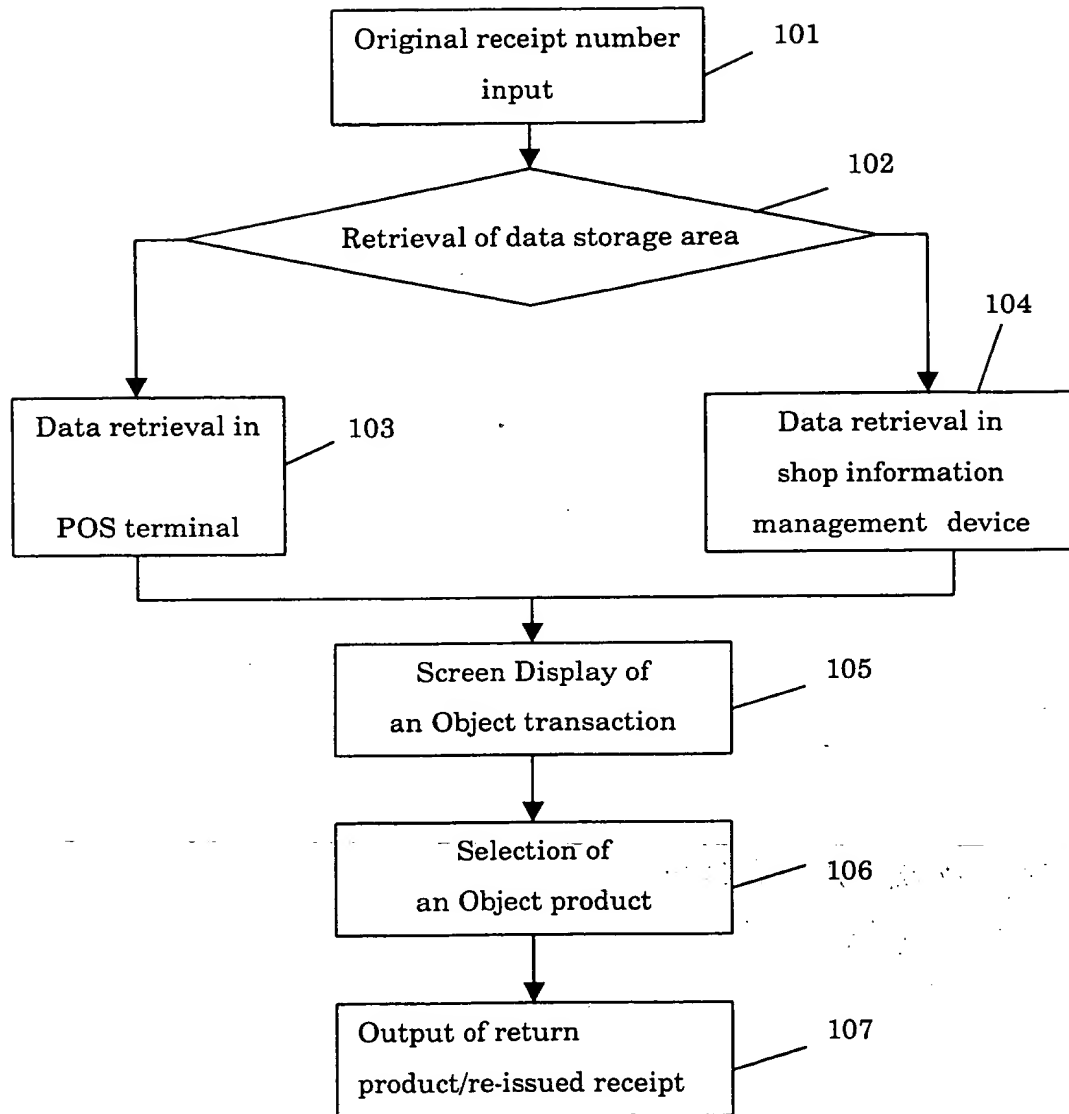 Original receipt number
input
101
102
Retrieval of data storage area
104
Data retrieval in
POS terminal
103
Data retrieval in
shop information
management device
Screen Display of
an Object transaction
105
Selection of
an Object product
106
Output of return
product/re-issued receipt
107